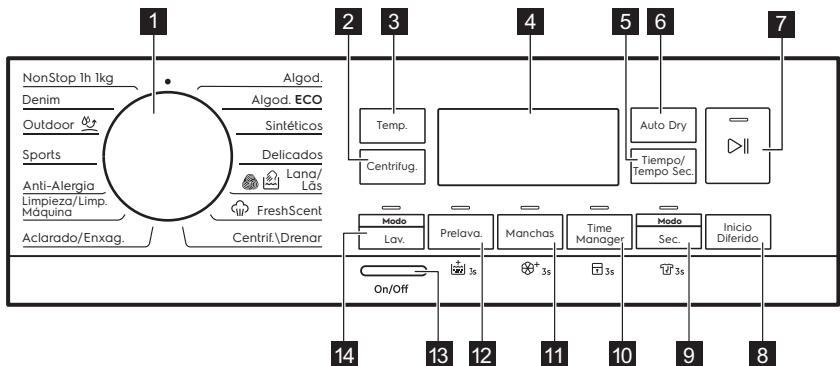 1
2
3
4
5
6
7
NonStop 1h 1kg
Denim
Outdoor
Sports
Anti-Alergia
Limpieza/Limp.
Máquina
Aclarado/Enxag.
Algod.
Algod. ECO
Sintéticos
Delicados
Lana/
Lãs
FreshScent
Centrif.\Drenar
Temp.
Centrifug.
Auto Dry
Tiempo/
Tempo Sec.
Modo
Lav.
Prelava.
Manchas
Time
Manager
Modo
Sec.
Inicio
Diferido
On/Off
3s
3s
3s
3s
14
13
12
11
10
9
8